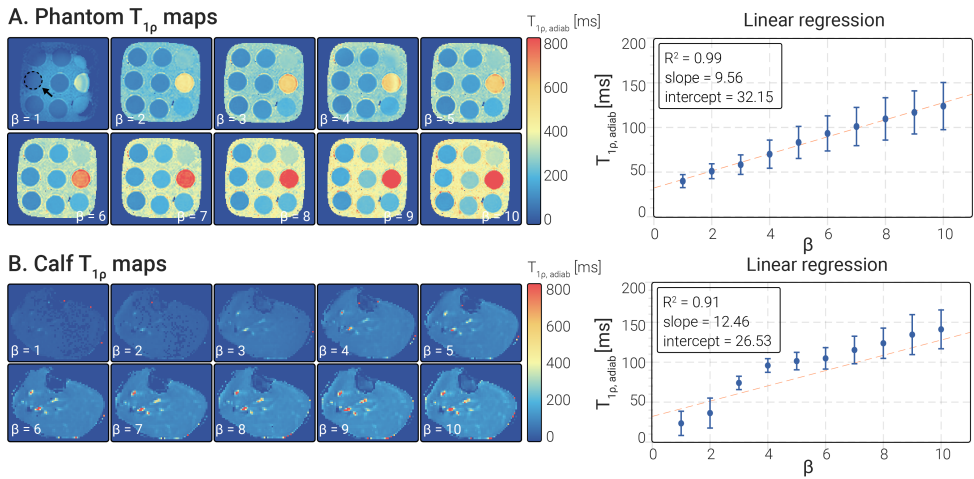 A. Phantom T1ρ maps
T1ρ, adiab [ms]
β = 1
β = 2
β = 3
β = 4
β = 5
β = 6
β = 7
β = 8
β = 9
β = 10
800
600
400
200
0
Linear regression
R² = 0.99
slope = 9.56
intercept = 32.15
T1ρ, adiab [ms]
200
150
100
50
0
0 2 4 6 8 10
β
B. Calf T1ρ maps
T1ρ, adiab [ms]
β = 1
β = 2
β = 3
β = 4
β = 5
β = 6
β = 7
β = 8
β = 9
β = 10
800
600
400
200
0
Linear regression
R² = 0.91
slope = 12.46
intercept = 26.53
T1ρ, adiab [ms]
200
150
100
50
0
0 2 4 6 8 10
β